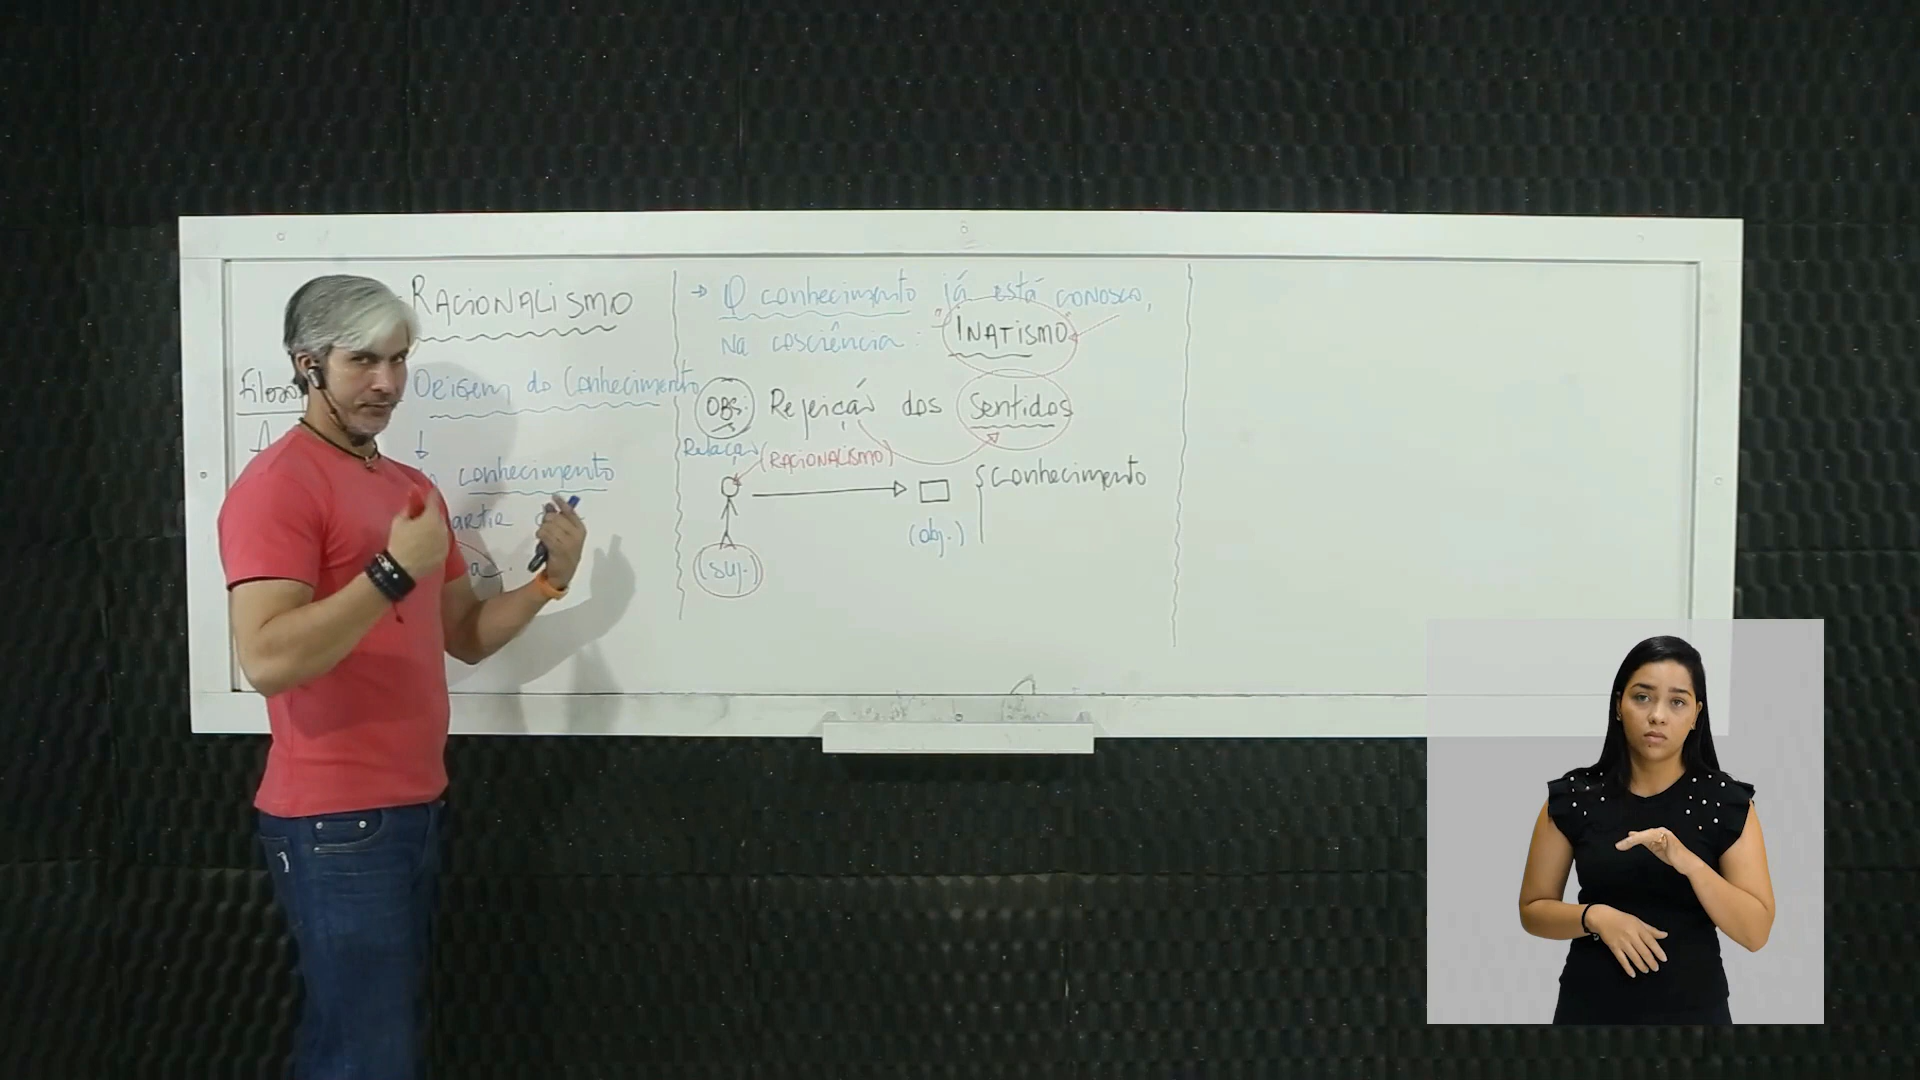 RACIONALISMO
Origem do Conhecimento
conhecimento
→ O conhecimento já está conosco,
na cosciência: "INATISMO"
OBS: Rejeição dos Sentidos
Relação (RACIONALISMO)
{ Conhecimento
(obj.)
(suj.)